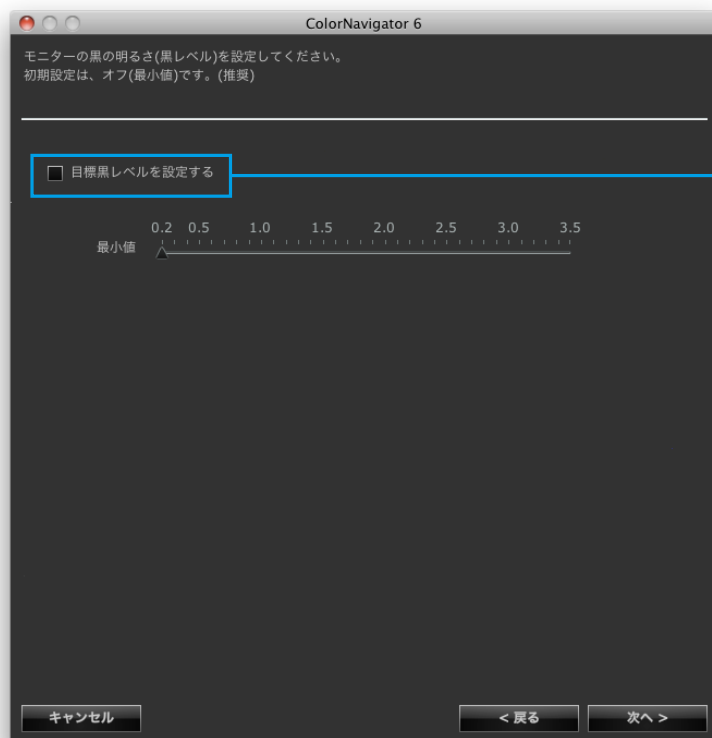 ColorNavigator 6
モニターの黒の明るさ(黒レベル)を設定してください。
初期設定は、オフ(最小値)です。(推奨)
目標黒レベルを設定する
0.2 0.5 1.0 1.5 2.0 2.5 3.0 3.5
最小値
キャンセル < 戻る 次へ >